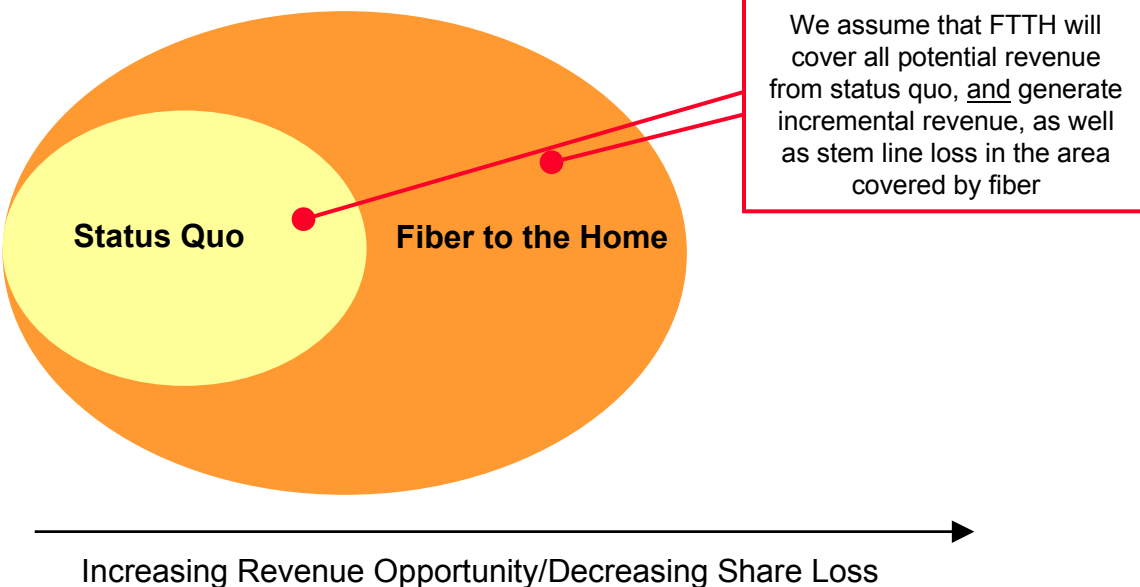 We assume that FTTH will
cover all potential revenue
from status quo, and generate
incremental revenue, as well
as stem line loss in the area
covered by fiber
Status Quo
Fiber to the Home
Increasing Revenue Opportunity/Decreasing Share Loss